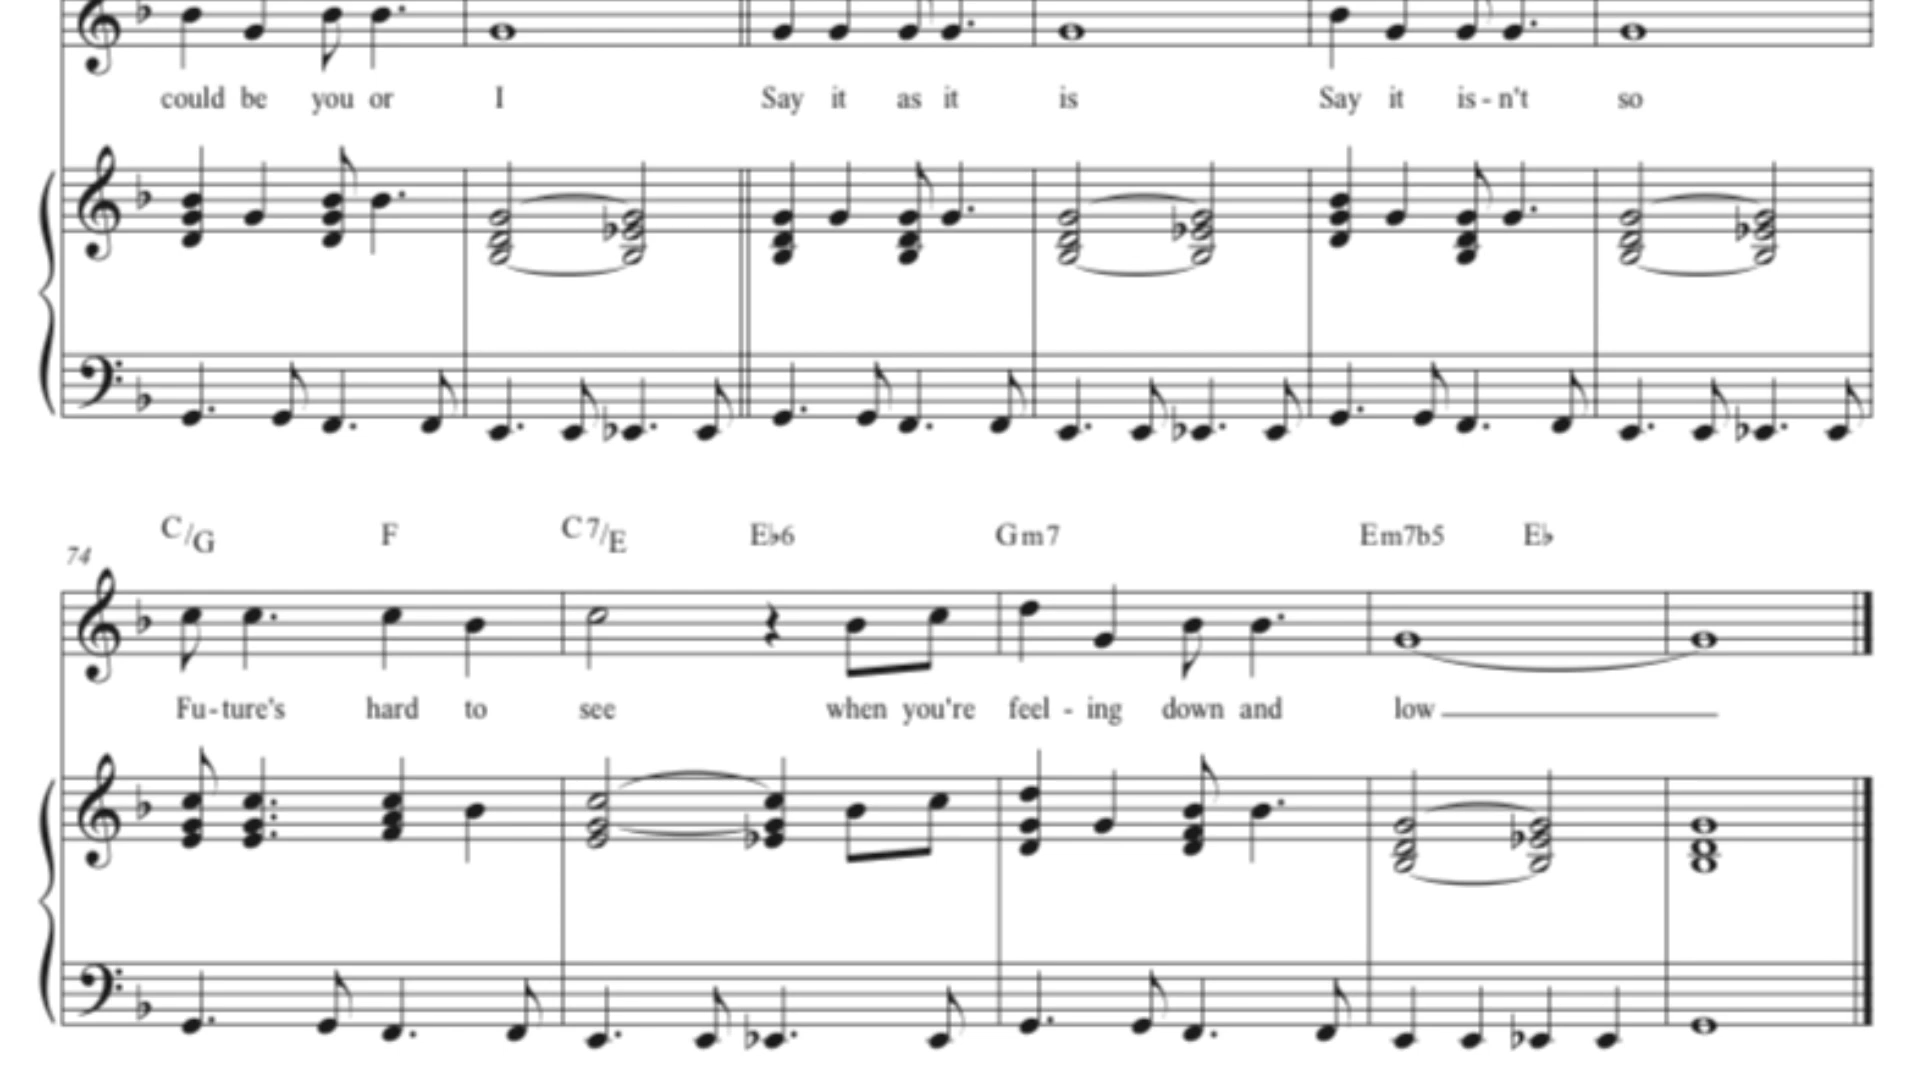 could be you or I Say it as it is Say it is - n't so
C/G F C7/E E♭6 Gm7 Em7b5 E♭
74
Fu - ture's hard to see when you're feel - ing down and low